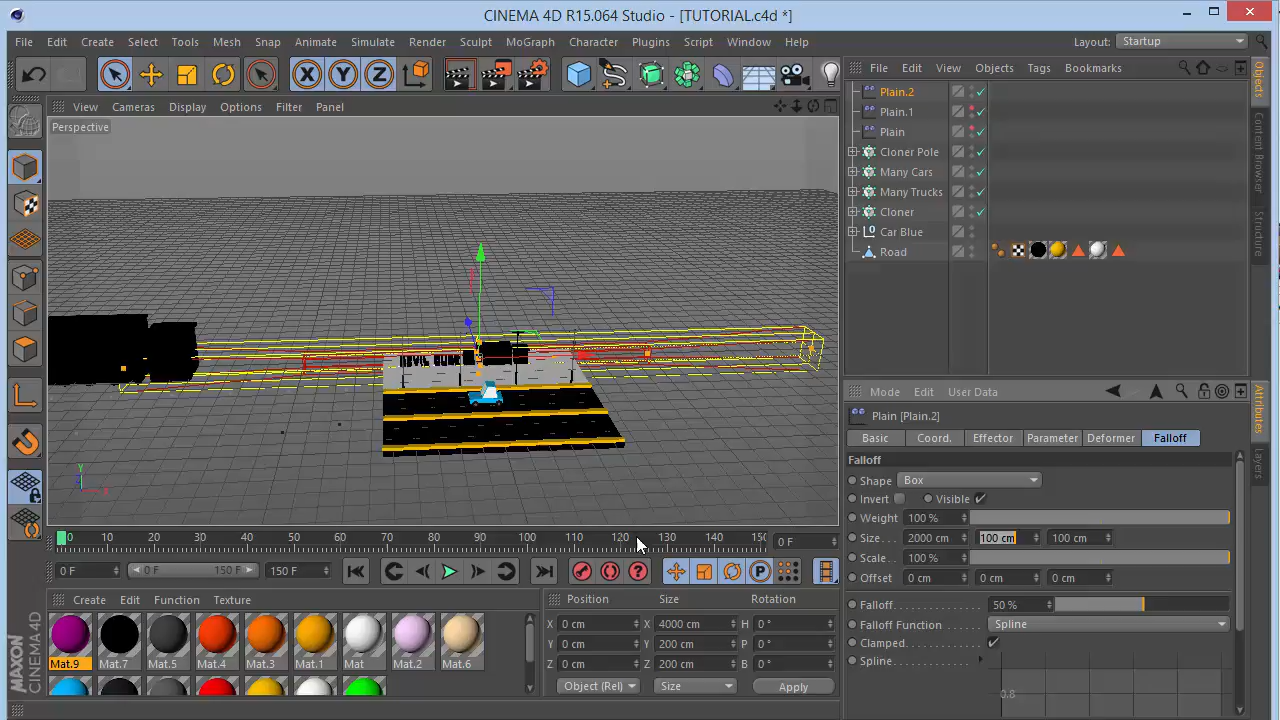 CINEMA 4D R15.064 Studio - [TUTORIAL.c4d *]
File Edit Create Select Tools Mesh Snap Animate Simulate Render Sculpt MoGraph Character Plugins Script Window Help Layout: Startup
X Y Z
File Edit View Objects Tags Bookmarks
View Cameras Display Options Filter Panel
Perspective
Plain.2
Plain.1
Plain
Cloner Pole
Many Cars
Many Trucks
Cloner
Car Blue
Road
Objects
Content Browser
Structure
Y
X
Mode Edit User Data
Plain [Plain.2]
Basic Coord. Effector Parameter Deformer Falloff
Falloff
Shape Box
Invert Visible
Weight 100 %
Size... 2000 cm 100 cm 100 cm
Scale.. 100 %
Offset 0 cm 0 cm 0 cm
Falloff 50 %
Falloff Function Spline
Clamped
Spline
0.8
Attributes
Layers
0 10 20 30 40 50 60 70 80 90 100 110 120 130 140 150 0 F
0 F 0 F 150 F 150 F
P
Create Edit Function Texture
Mat.9 Mat.7 Mat.5 Mat.4 Mat.3 Mat.1 Mat Mat.2 Mat.6
Position Size Rotation
X 0 cm X 4000 cm H 0 °
Y 0 cm Y 200 cm P 0 °
Z 0 cm Z 200 cm B 0 °
Object (Rel) Size Apply
MAXON
CINEMA 4D